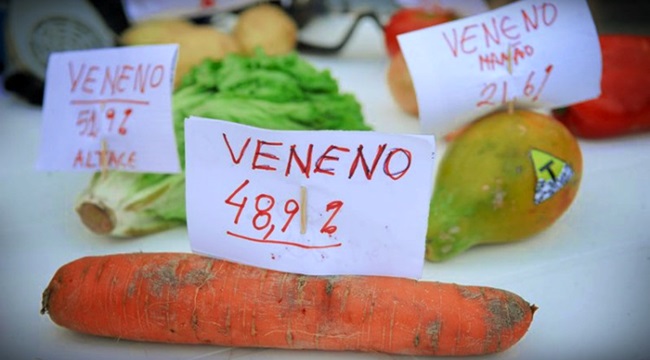 VENENO
51,9%
ALFACE
VENENO
48,9%
VENENO
MAMÃO
21,6%
T